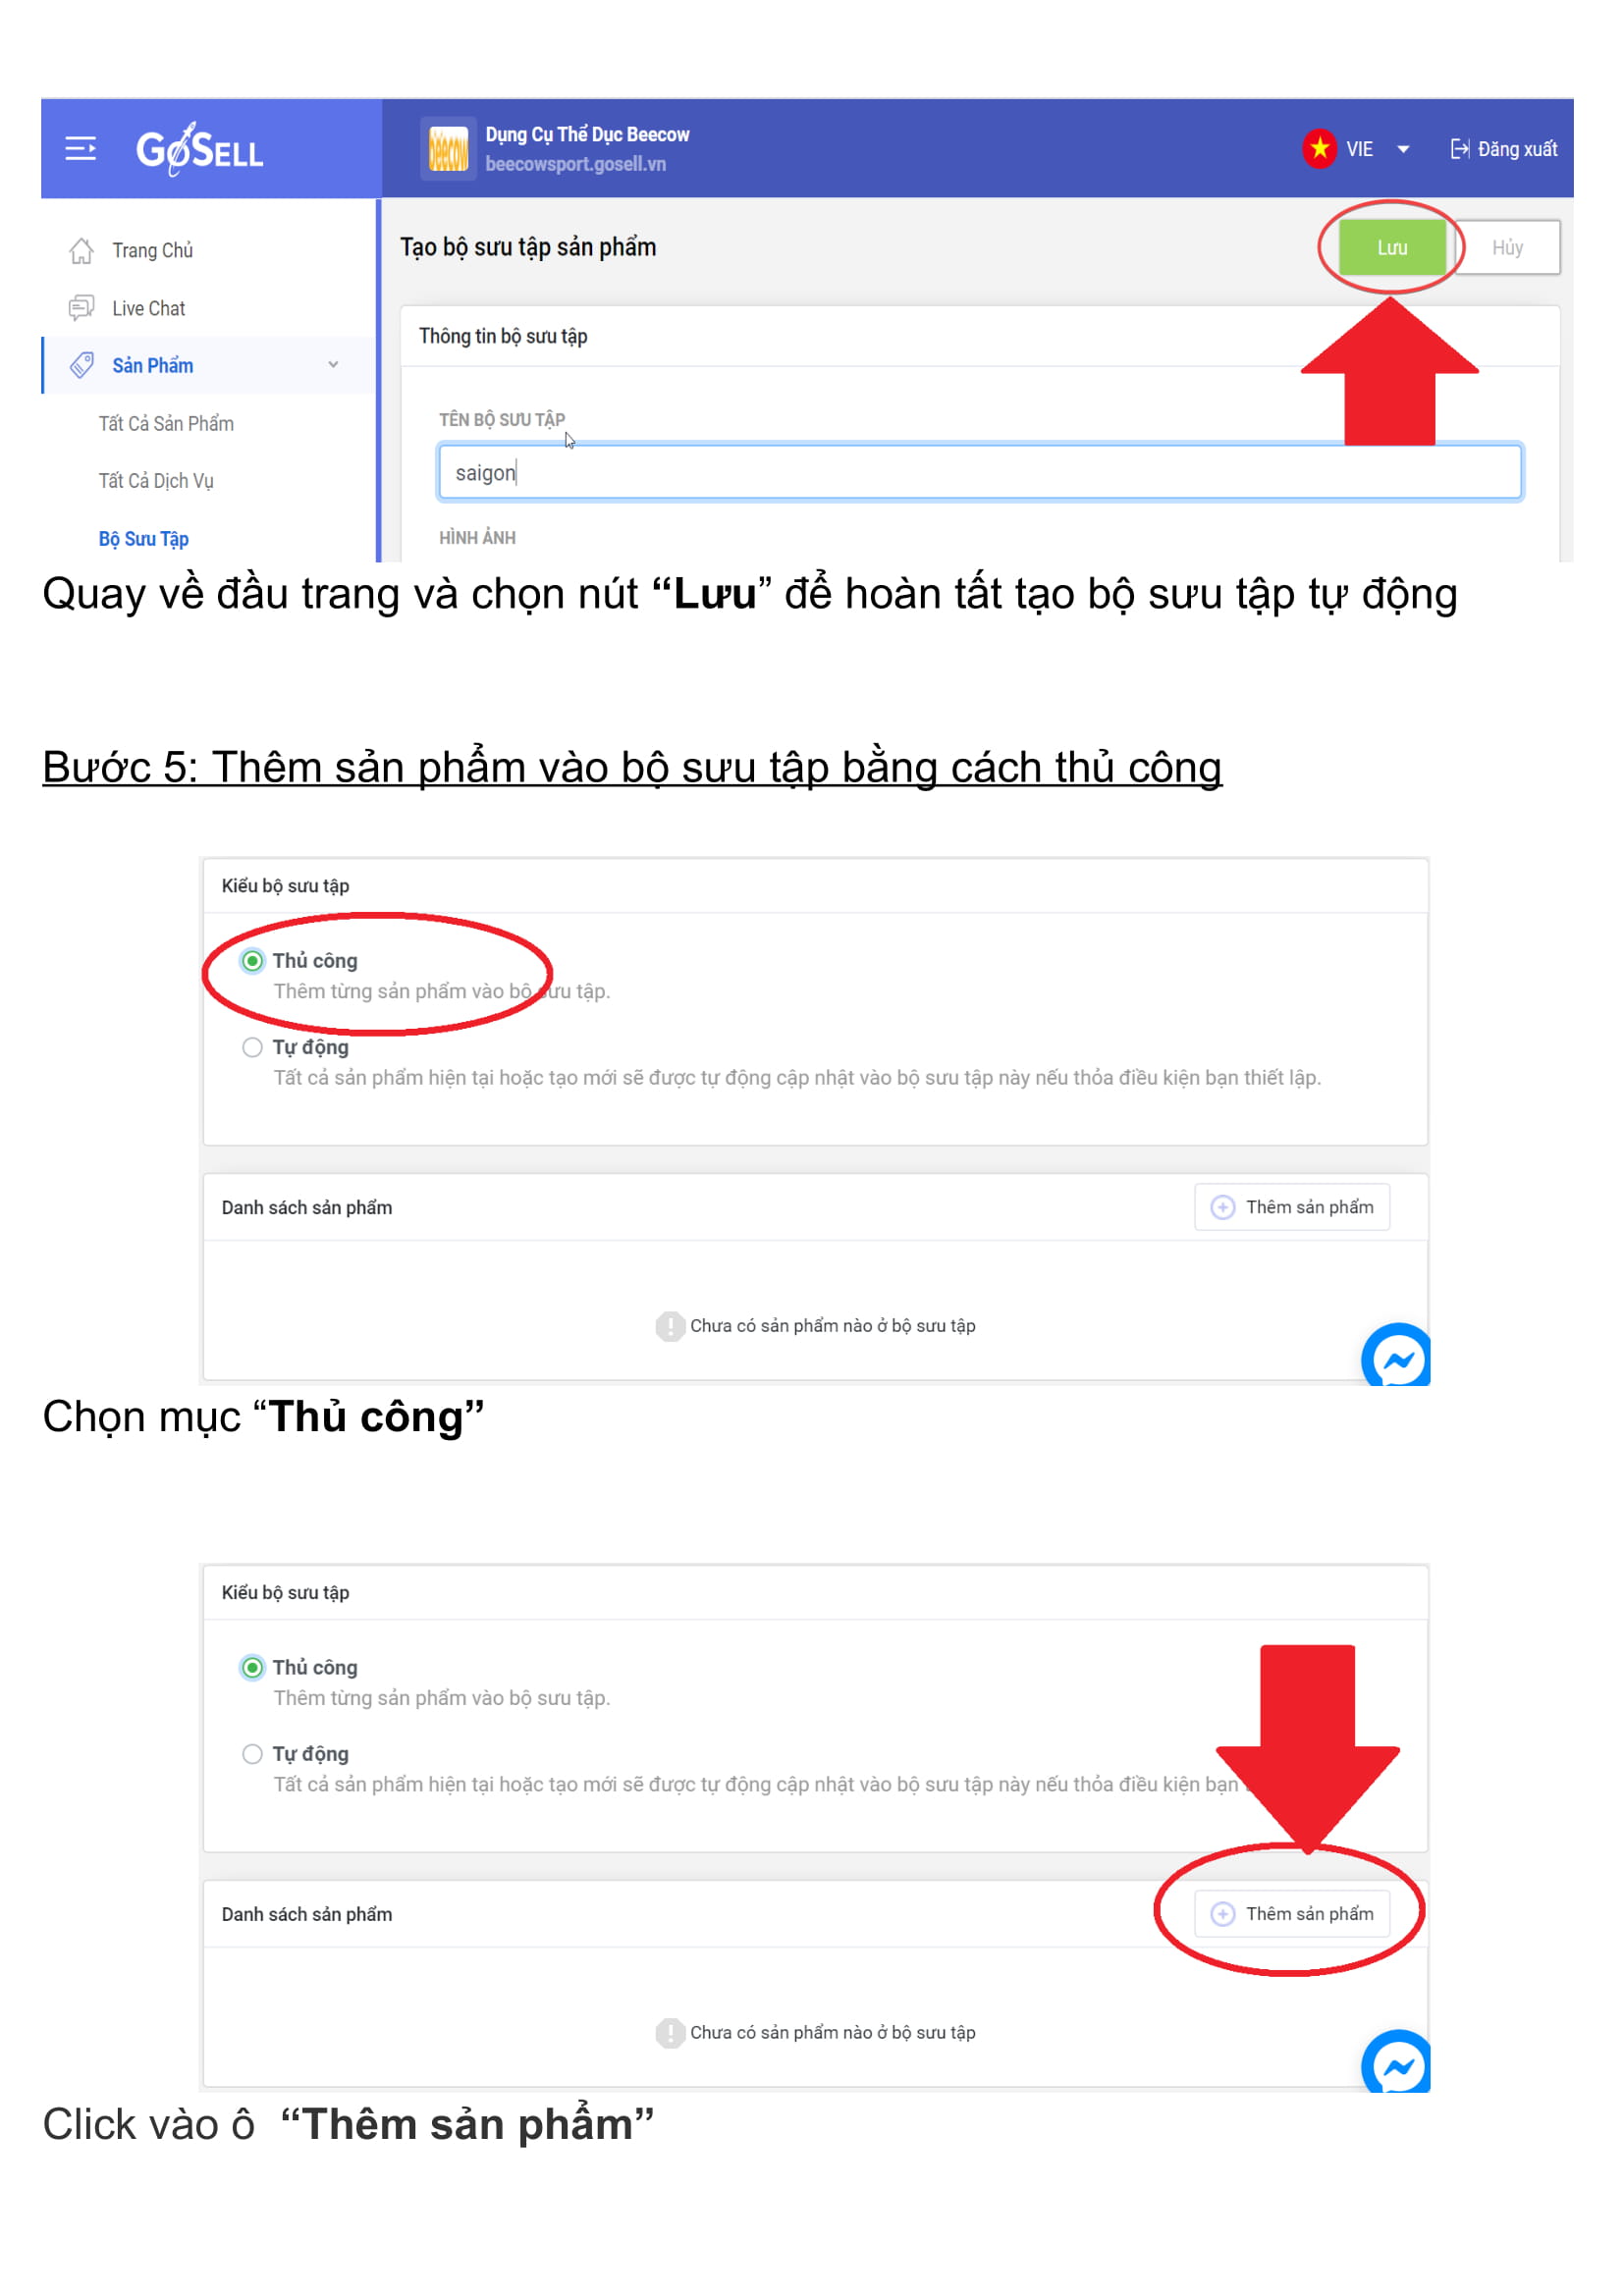 GoSELL
Dụng Cụ Thể Dục Beecow
beecow
beecowsport.gosell.vn
VIE
Đăng xuất
Trang Chủ
Live Chat
Sản Phẩm
Tất Cả Sản Phẩm
Tất Cả Dịch Vụ
Bộ Sưu Tập
Tạo bộ sưu tập sản phẩm
Lưu
Hủy
Thông tin bộ sưu tập
TÊN BỘ SƯU TẬP
saigon
HÌNH ẢNH
Quay về đầu trang và chọn nút “Lưu” để hoàn tất tạo bộ sưu tập tự động
Bước 5: Thêm sản phẩm vào bộ sưu tập bằng cách thủ công
Kiểu bộ sưu tập
Thủ công
Thêm từng sản phẩm vào bộ sưu tập.
Tự động
Tất cả sản phẩm hiện tại hoặc tạo mới sẽ được tự động cập nhật vào bộ sưu tập này nếu thỏa điều kiện bạn thiết lập.
Danh sách sản phẩm
Thêm sản phẩm
Chưa có sản phẩm nào ở bộ sưu tập
Chọn mục “Thủ công”
Kiểu bộ sưu tập
Thủ công
Thêm từng sản phẩm vào bộ sưu tập.
Tự động
Tất cả sản phẩm hiện tại hoặc tạo mới sẽ được tự động cập nhật vào bộ sưu tập này nếu thỏa điều kiện bạn
Danh sách sản phẩm
Thêm sản phẩm
Chưa có sản phẩm nào ở bộ sưu tập
Click vào ô “Thêm sản phẩm”